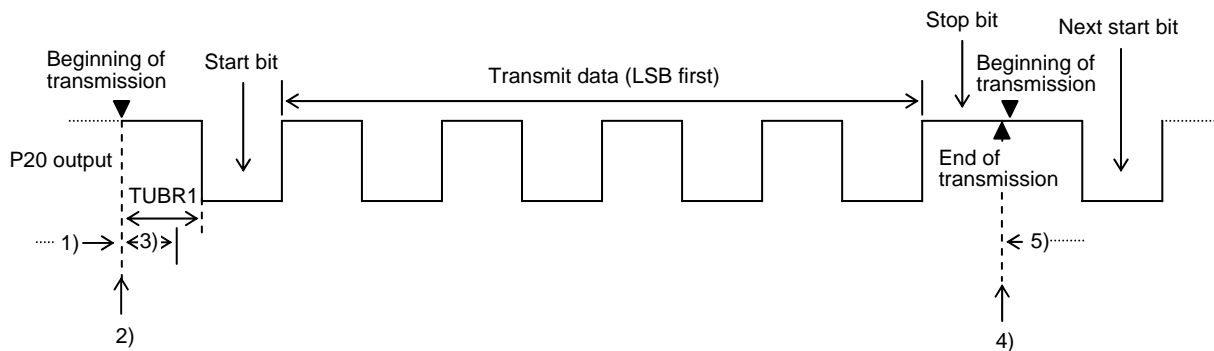 Stop bit
Next start bit
Beginning of
transmission
Start bit
Transmit data (LSB first)
Beginning of
transmission
P20 output
End of
transmission
TUBR1
1)
3)
5)
2)
4)